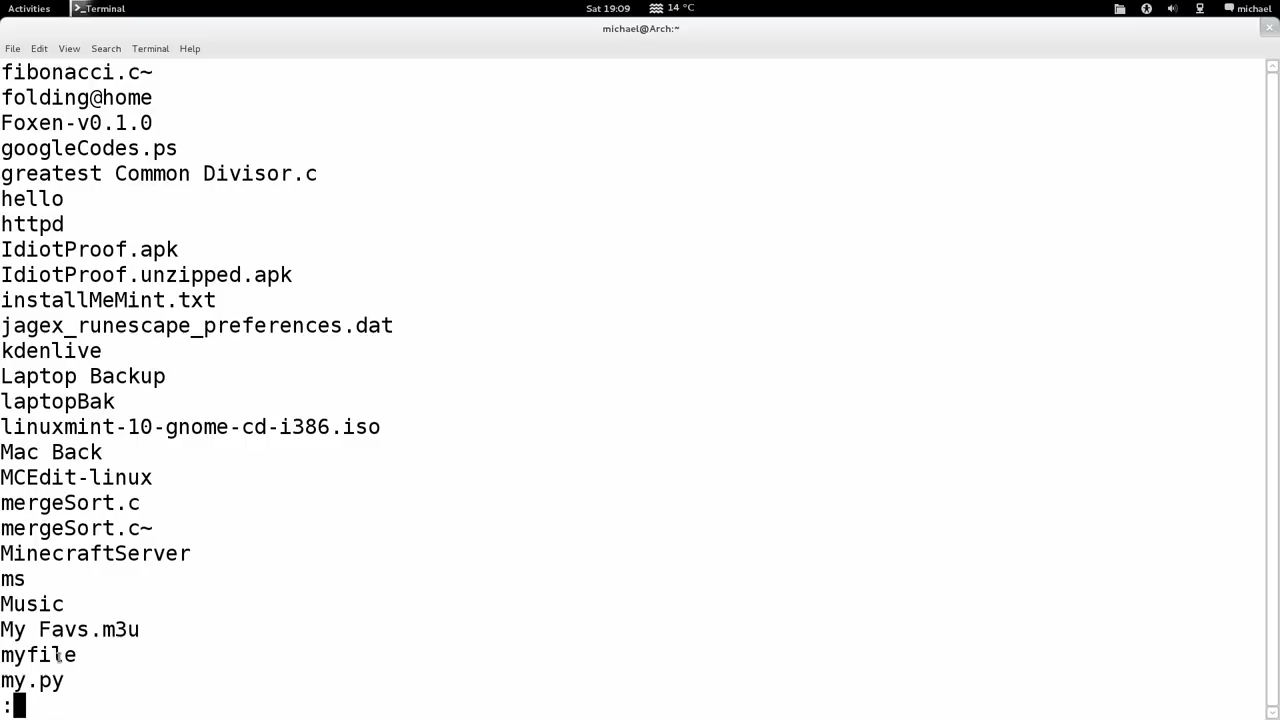 Activities Terminal Sat 19:09 14 °C michael
michael@Arch:~
File Edit View Search Terminal Help
fibonacci.c~
folding@home
Foxen-v0.1.0
googleCodes.ps
greatest Common Divisor.c
hello
httpd
IdiotProof.apk
IdiotProof.unzipped.apk
installMeMint.txt
jagex_runescape_preferences.dat
kdenlive
Laptop Backup
laptopBak
linuxmint-10-gnome-cd-i386.iso
Mac Back
MCEdit-linux
mergeSort.c
mergeSort.c~
MinecraftServer
ms
Music
My Favs.m3u
myfile
my.py
: